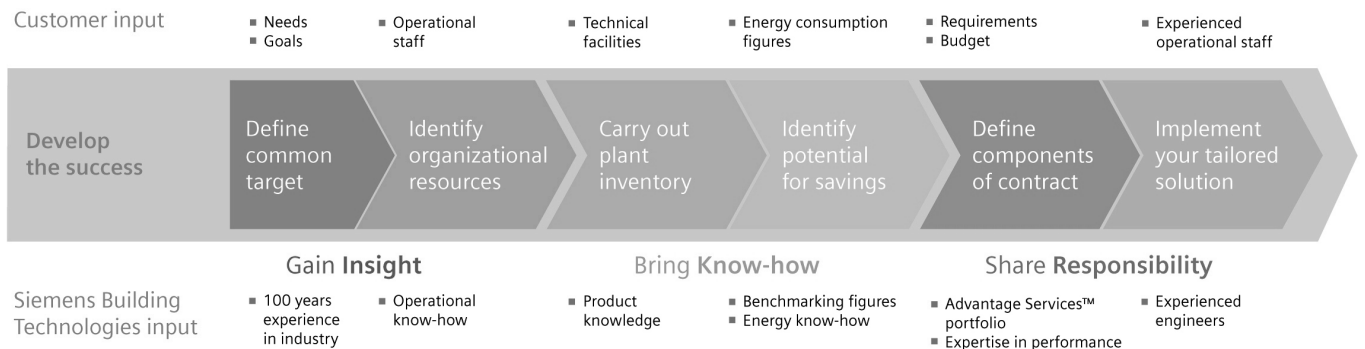 Customer input
▪ Needs
▪ Goals
▪ Operational
staff
▪ Technical
facilities
▪ Energy consumption
figures
▪ Requirements
▪ Budget
▪ Experienced
operational staff
Develop
the success
Define
common
target
Identify
organizational
resources
Carry out
plant
inventory
Identify
potential
for savings
Define
components
of contract
Implement
your tailored
solution
Gain Insight
Bring Know-how
Share Responsibility
Siemens Building
Technologies input
▪ 100 years
experience
in industry
▪ Operational
know-how
▪ Product
knowledge
▪ Benchmarking figures
▪ Energy know-how
▪ Advantage Services™
portfolio
▪ Expertise in performance
▪ Experienced
engineers